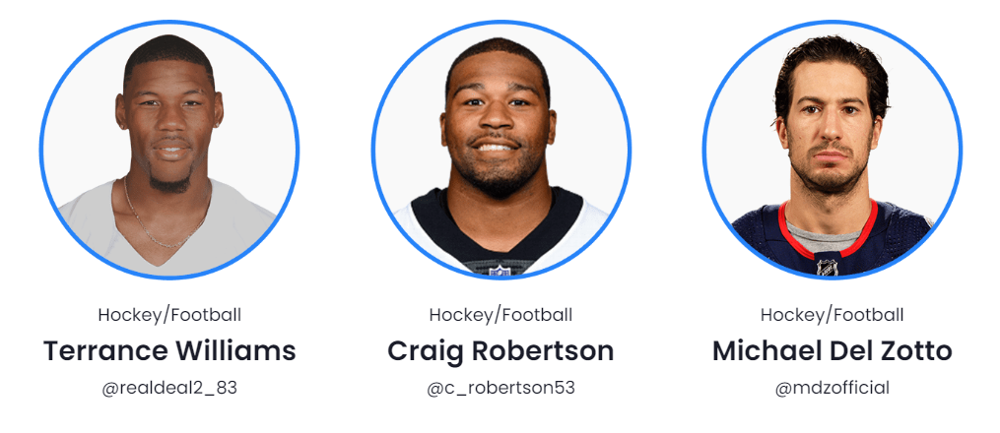 Hockey/Football
Terrance Williams
@realdeal2_83
Hockey/Football
Craig Robertson
@c_robertson53
Hockey/Football
Michael Del Zotto
@mdzofficial